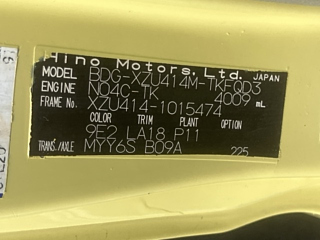 Hino Motors, Ltd. JAPAN
MODEL BDG-XZU414M-TKFQD3
ENGINE N04C-TK 4009 mL
FRAME No. XZU414-1015474
COLOR TRIM PLANT OPTION
9E2 LA18 P11
TRANS./AXLE MYY6S B09A 225